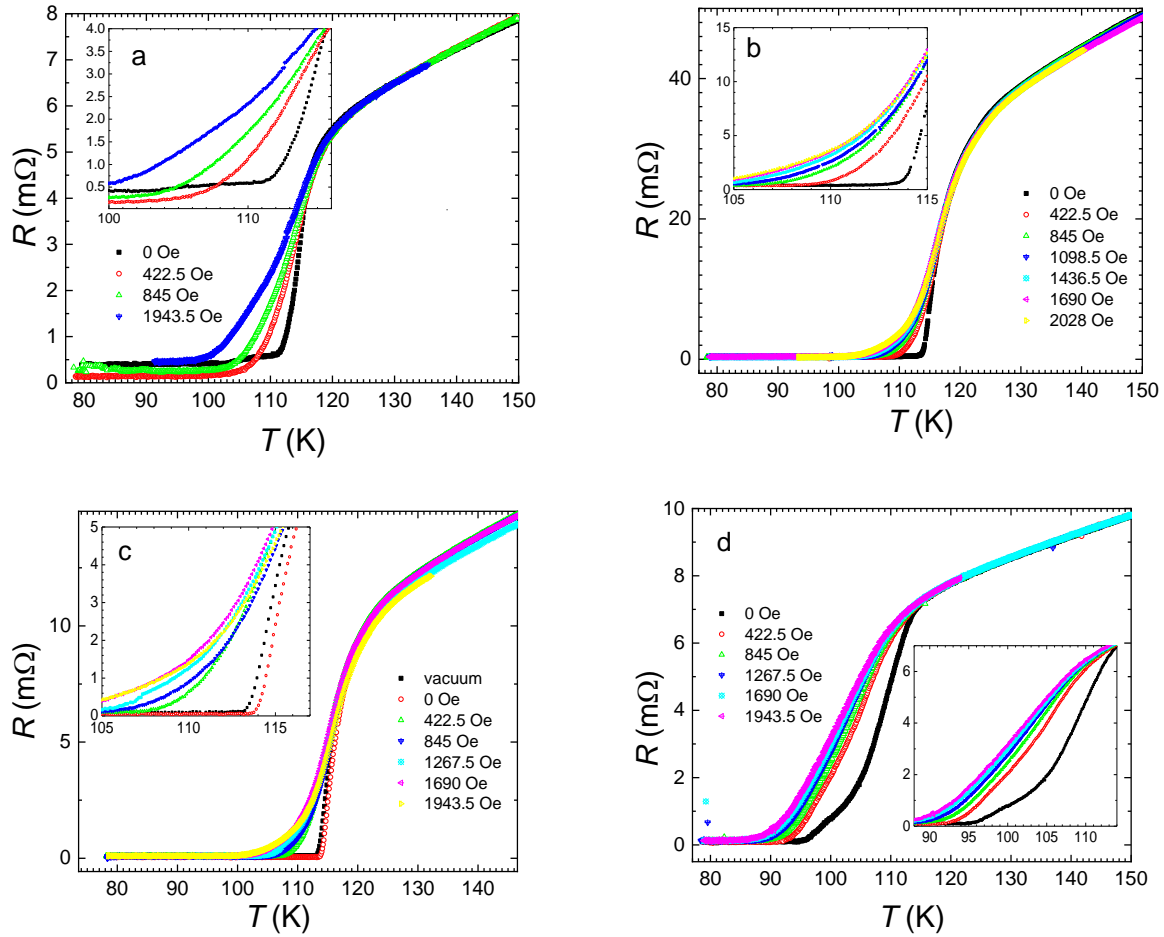 a
4.0
3.5
3.0
2.5
2.0
1.5
1.0
0.5
100
110
8
7
6
5
4
3
2
1
0
R (mΩ)
0 Oe
422.5 Oe
845 Oe
1943.5 Oe
80 90 100 110 120 130 140 150
T (K)
b
15
10
5
0
105
110
115
40
20
0
R (mΩ)
0 Oe
422.5 Oe
845 Oe
1098.5 Oe
1436.5 Oe
1690 Oe
2028 Oe
80 90 100 110 120 130 140 150
T (K)
c
5
4
3
2
1
0
105
110
115
10
5
0
R (mΩ)
vacuum
0 Oe
422.5 Oe
845 Oe
1267.5 Oe
1690 Oe
1943.5 Oe
80 90 100 110 120 130 140
T (K)
d
10
8
6
4
2
0
R (mΩ)
0 Oe
422.5 Oe
845 Oe
1267.5 Oe
1690 Oe
1943.5 Oe
6
4
2
0
90 95 100 105 110
80 90 100 110 120 130 140 150
T (K)